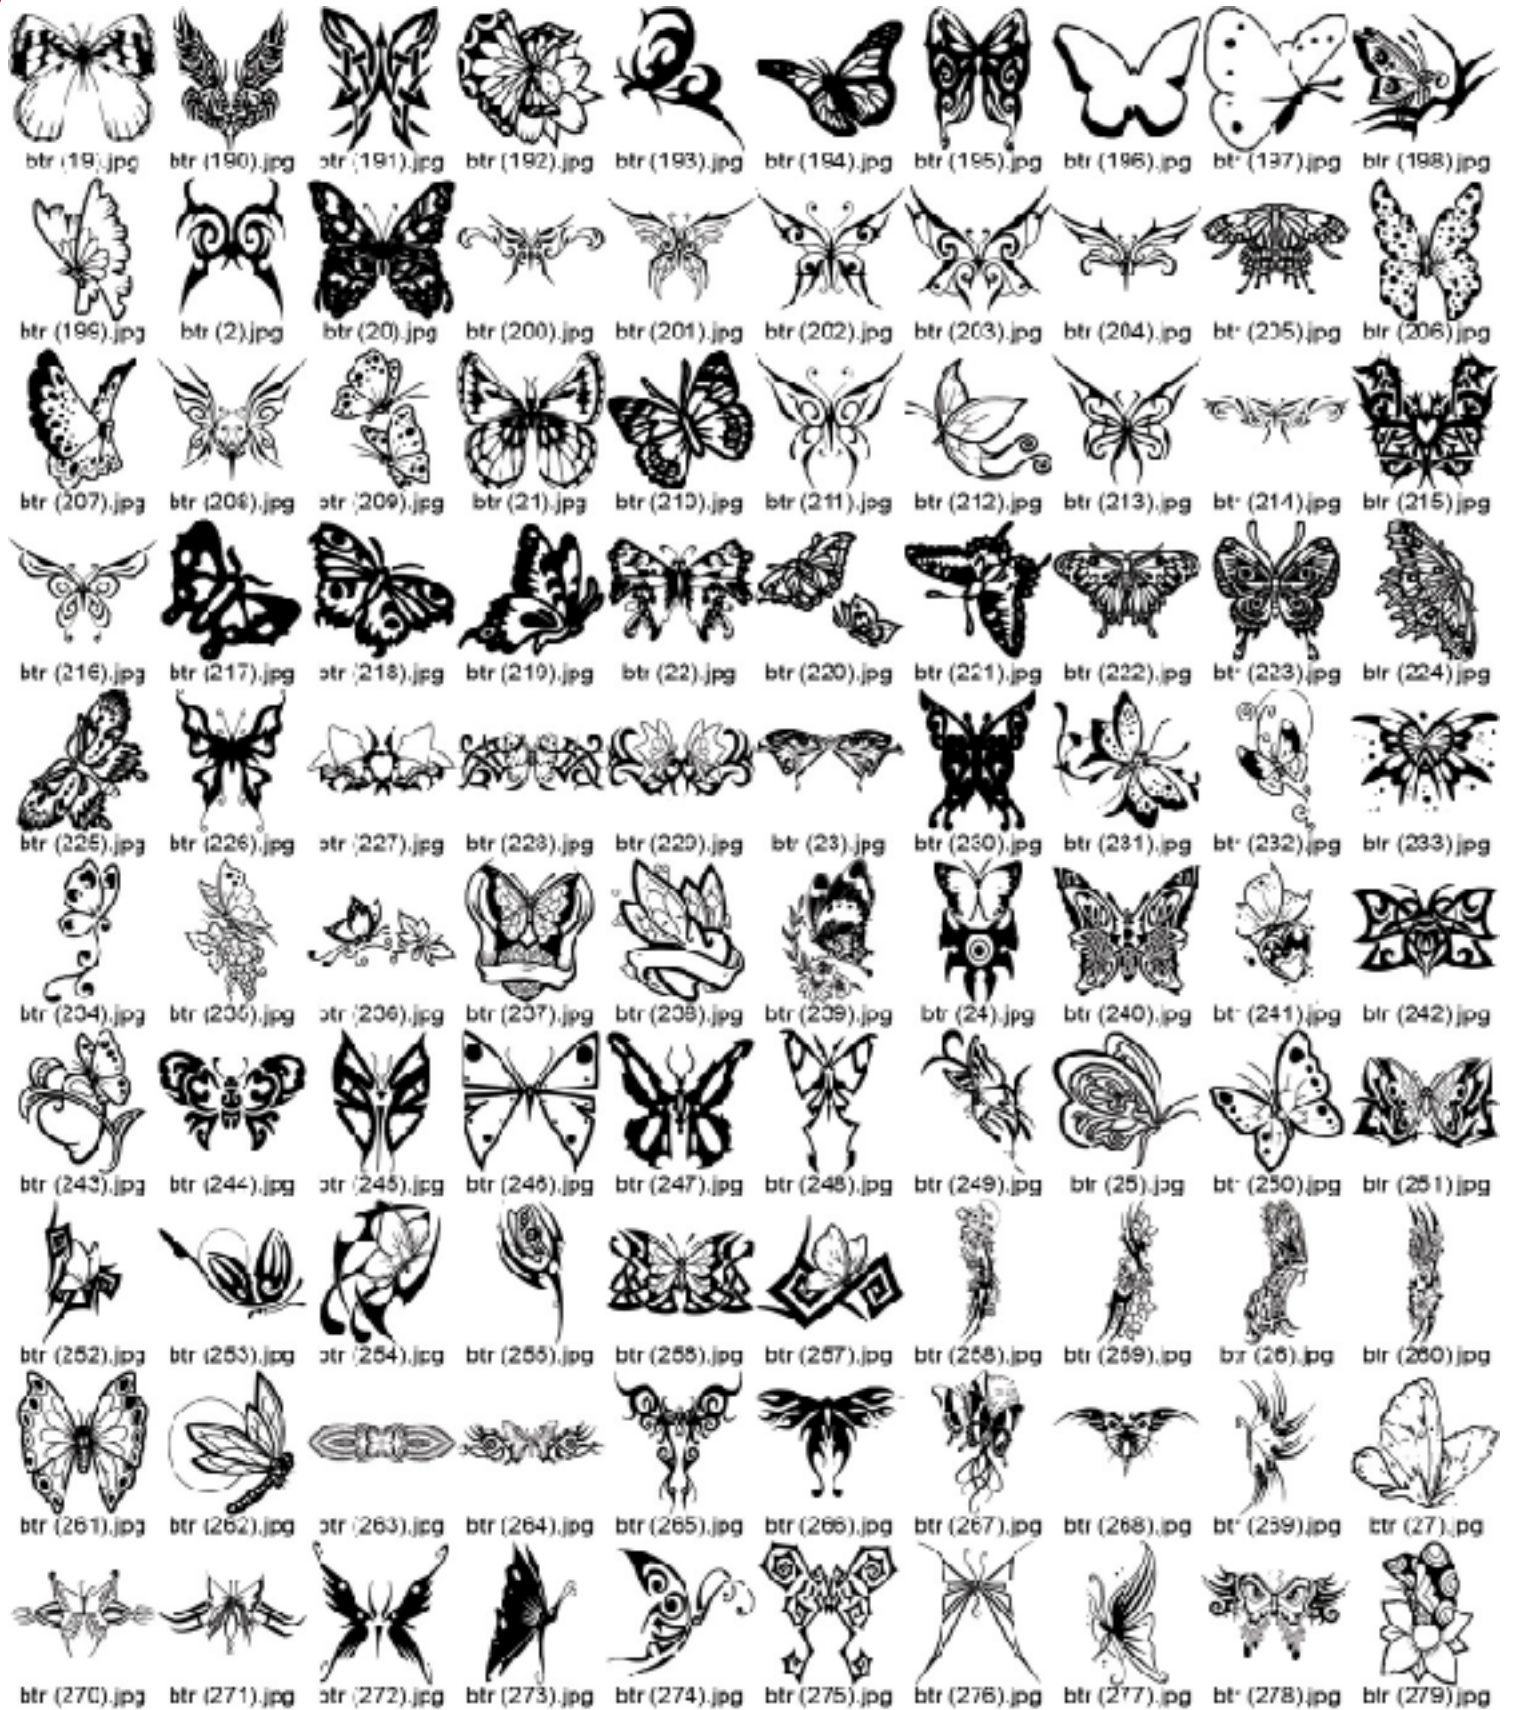 btr (19).jpg btr (190).jpg btr (191).jpg btr (192).jpg btr (193).jpg btr (194).jpg btr (195).jpg btr (196).jpg btr (197).jpg btr (198).jpg
btr (199).jpg btr (2).jpg btr (20).jpg btr (200).jpg btr (201).jpg btr (202).jpg btr (203).jpg btr (204).jpg btr (205).jpg btr (206).jpg
btr (207).jpg btr (208).jpg btr (209).jpg btr (21).jpg btr (210).jpg btr (211).jpg btr (212).jpg btr (213).jpg btr (214).jpg btr (215).jpg
btr (216).jpg btr (217).jpg btr (218).jpg btr (219).jpg btr (22).jpg btr (220).jpg btr (221).jpg btr (222).jpg btr (223).jpg btr (224).jpg
btr (225).jpg btr (226).jpg btr (227).jpg btr (228).jpg btr (229).jpg btr (23).jpg btr (230).jpg btr (231).jpg btr (232).jpg btr (233).jpg
btr (234).jpg btr (235).jpg btr (236).jpg btr (237).jpg btr (238).jpg btr (239).jpg btr (24).jpg btr (240).jpg btr (241).jpg btr (242).jpg
btr (243).jpg btr (244).jpg btr (245).jpg btr (246).jpg btr (247).jpg btr (248).jpg btr (249).jpg btr (25).jpg btr (250).jpg btr (251).jpg
btr (252).jpg btr (253).jpg btr (254).jpg btr (255).jpg btr (256).jpg btr (257).jpg btr (258).jpg btr (259).jpg btr (26).jpg btr (260).jpg
btr (261).jpg btr (262).jpg btr (263).jpg btr (264).jpg btr (265).jpg btr (266).jpg btr (267).jpg btr (268).jpg btr (269).jpg btr (27).jpg
btr (270).jpg btr (271).jpg btr (272).jpg btr (273).jpg btr (274).jpg btr (275).jpg btr (276).jpg btr (277).jpg btr (278).jpg btr (279).jpg